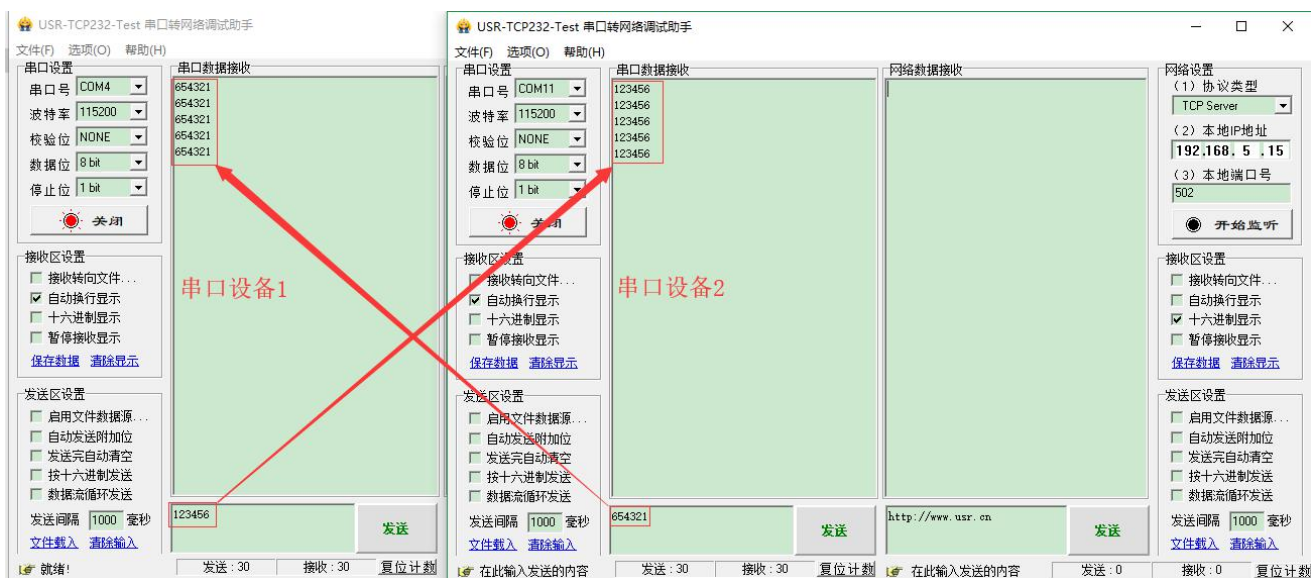 USR-TCP232-Test 串口转网络调试助手
文件(F) 选项(O) 帮助(H)
串口设置
串口号 COM4
波特率 115200
校验位 NONE
数据位 8 bit
停止位 1 bit
关闭
接收区设置
接收转向文件...
自动换行显示
十六进制显示
暂停接收显示
保存数据 清除显示
发送区设置
启用文件数据源...
自动发送附加位
发送完自动清空
按十六进制发送
数据流循环发送
发送间隔 1000 毫秒
文件载入 清除输入
就绪!
串口数据接收
654321
654321
654321
654321
654321
串口设备1
123456
发送
发送 : 30 接收 : 30 复位计数
USR-TCP232-Test 串口转网络调试助手
文件(F) 选项(O) 帮助(H)
串口设置
串口号 COM11
波特率 115200
校验位 NONE
数据位 8 bit
停止位 1 bit
关闭
接收区设置
接收转向文件...
自动换行显示
十六进制显示
暂停接收显示
保存数据 清除显示
发送区设置
启用文件数据源...
自动发送附加位
发送完自动清空
按十六进制发送
数据流循环发送
发送间隔 1000 毫秒
文件载入 清除输入
在此输入发送的内容
串口数据接收
123456
123456
123456
123456
123456
串口设备2
654321
发送
发送 : 30 接收 : 30 复位计数
网络数据接收
http://www.usr.cn
发送
在此输入发送的内容 发送 : 0 接收 : 0 复位计数
网络设置
(1) 协议类型
TCP Server
(2) 本地IP地址
192.168. 5 .15
(3) 本地端口号
502
开始监听
接收区设置
接收转向文件...
自动换行显示
十六进制显示
暂停接收显示
保存数据 清除显示
发送区设置
启用文件数据源...
自动发送附加位
发送完自动清空
按十六进制发送
数据流循环发送
发送间隔 1000 毫秒
文件载入 清除输入